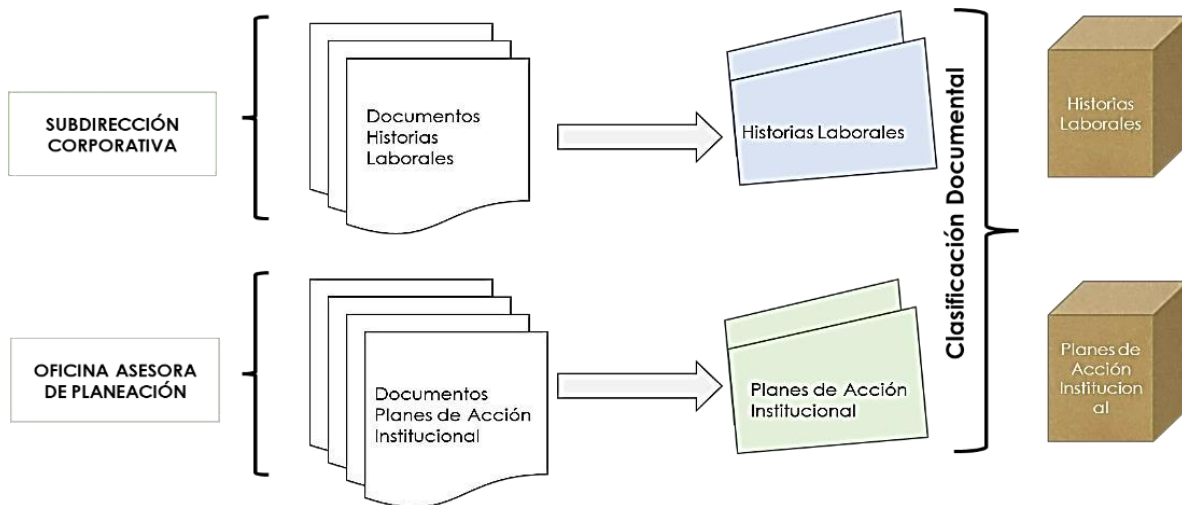 SUBDIRECCIÓN
CORPORATIVA
Documentos
Historias
Laborales
Historias Laborales
Clasificación Documental
Historias
Laborales
OFICINA ASESORA
DE PLANEACIÓN
Documentos
Planes de Acción
Institucional
Planes de Acción
Institucional
Planes de
Acción
Institucion
al